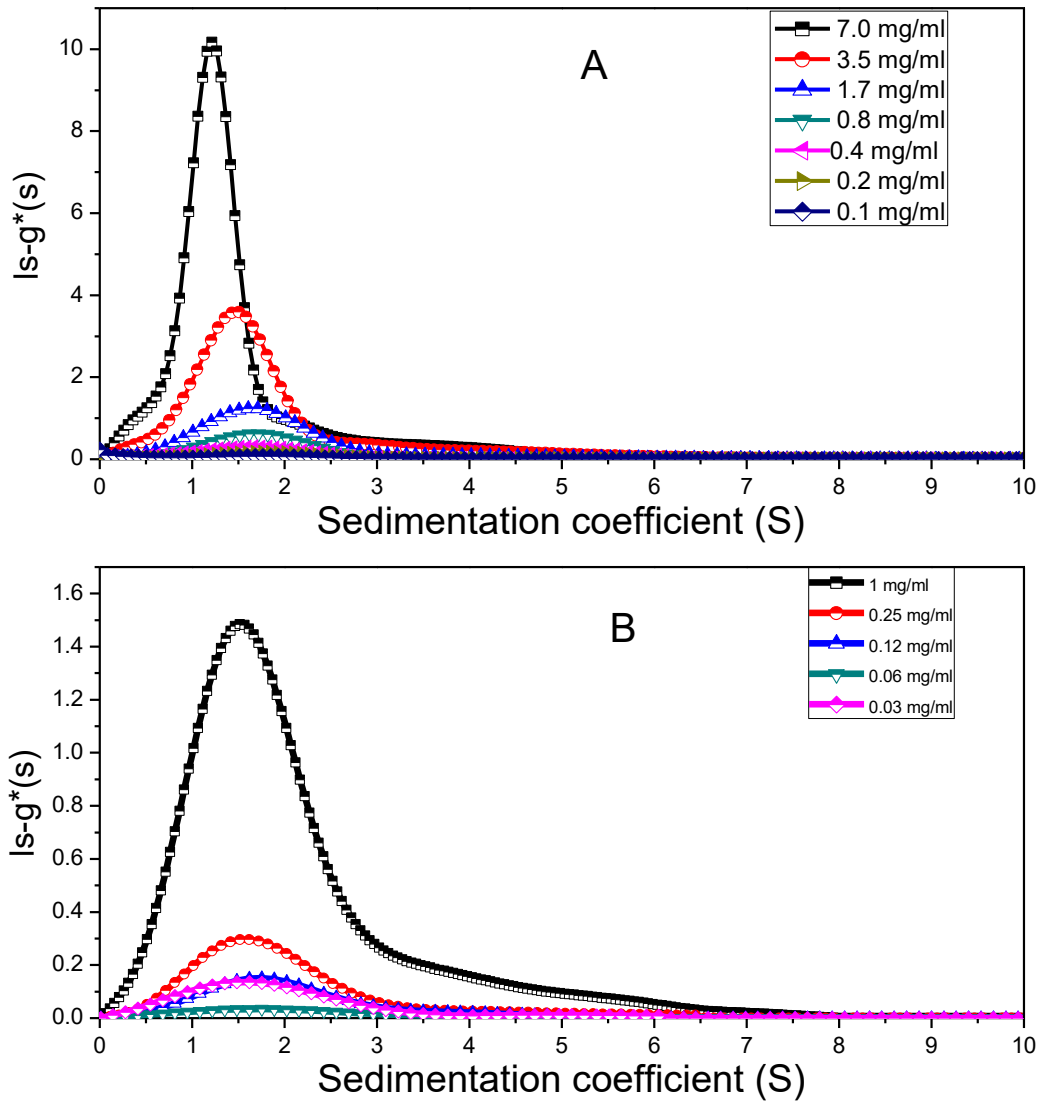 A
7.0 mg/ml
3.5 mg/ml
1.7 mg/ml
0.8 mg/ml
0.4 mg/ml
0.2 mg/ml
0.1 mg/ml
10
8
6
4
2
0
ls-g*(s)
0 1 2 3 4 5 6 7 8 9 10
Sedimentation coefficient (S)
B
1 mg/ml
0.25 mg/ml
0.12 mg/ml
0.06 mg/ml
0.03 mg/ml
1.6
1.4
1.2
1.0
0.8
0.6
0.4
0.2
0.0
ls-g*(s)
0 1 2 3 4 5 6 7 8 9 10
Sedimentation coefficient (S)